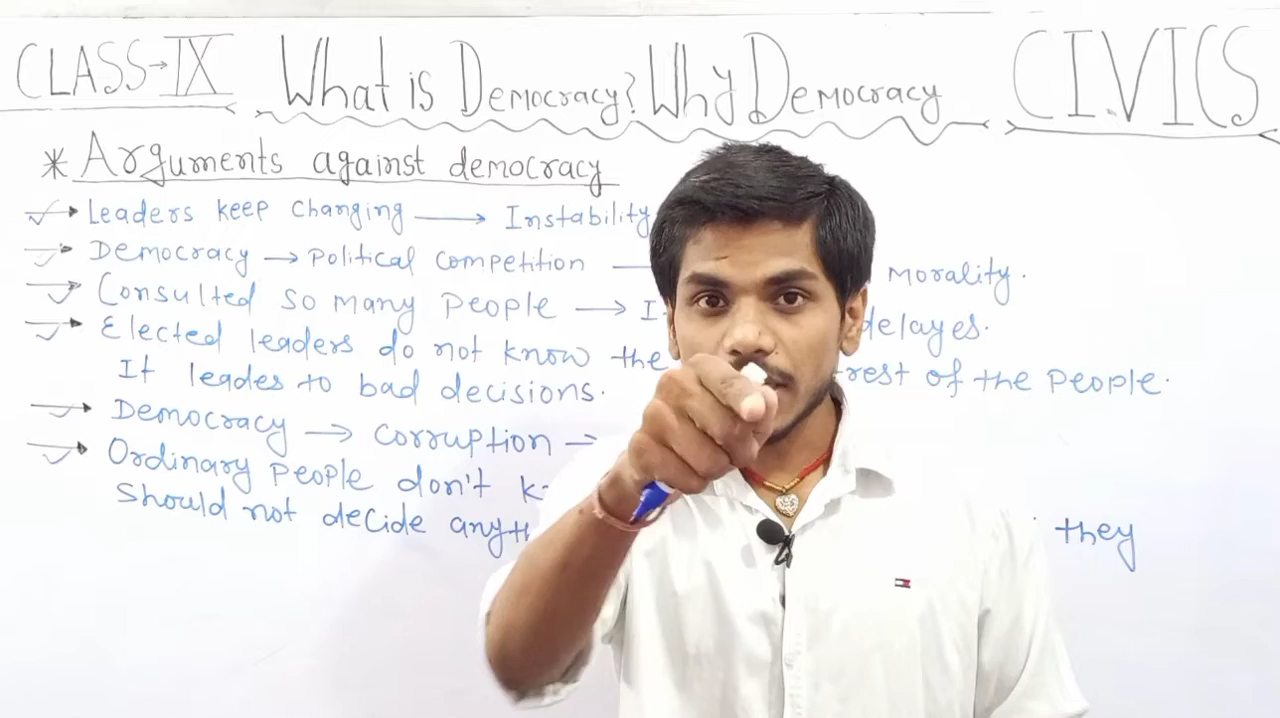 CLASS→IX What is Democracy? Why Democracy CIVICS
* Arguments against democracy
→ Leaders keep changing → Instability
→ Democracy → Political competition — morality.
→ Consulted so many people → delayes.
→ Elected leaders do not know the of the people.
It leades to bad decisions.
→ Democracy → corruption →
→ Ordinary people don't they
should not decide